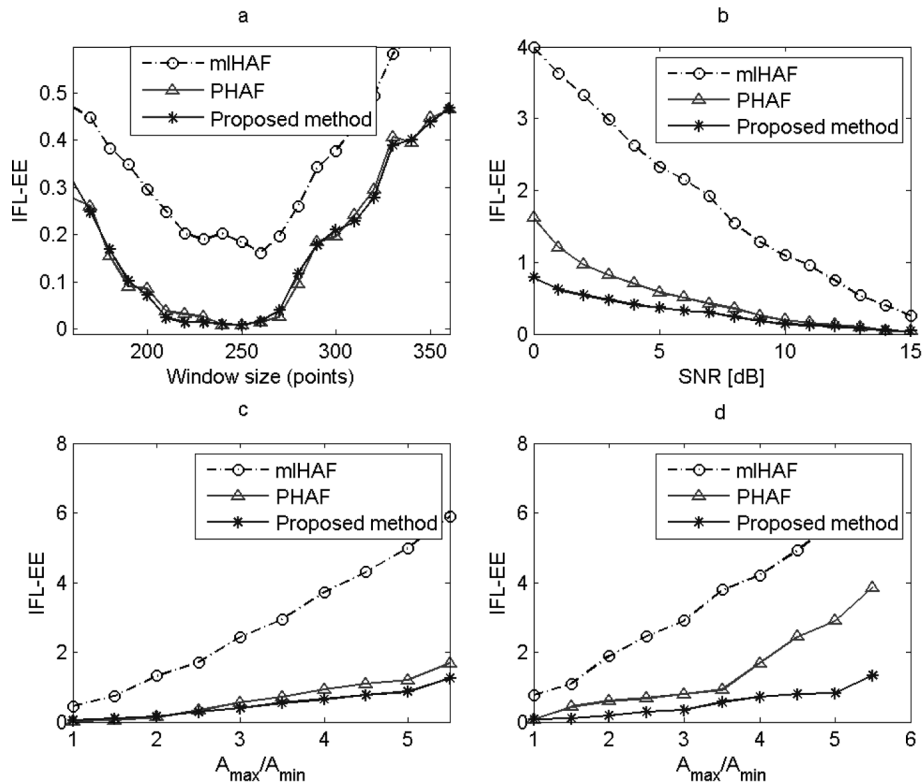 a
mlHAF
PHAF
Proposed method
0.5
0.4
0.3
0.2
0.1
0
IFL-EE
200
250
300
350
Window size (points)
b
mlHAF
PHAF
Proposed method
4
3
2
1
0
IFL-EE
0
5
10
15
SNR [dB]
c
mlHAF
PHAF
Proposed method
8
6
4
2
0
IFL-EE
1
2
3
4
5
Amax/Amin
d
mlHAF
PHAF
Proposed method
8
6
4
2
0
IFL-EE
1
2
3
4
5
6
Amax/Amin